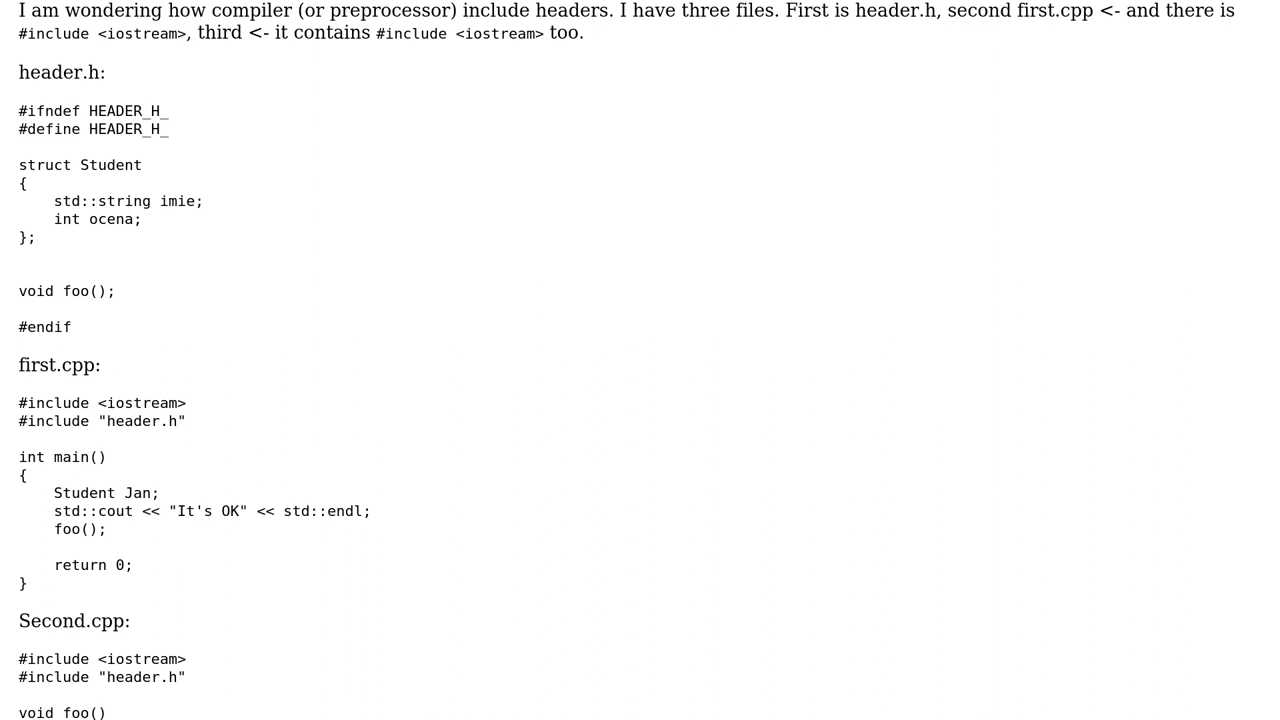 I am wondering how compiler (or preprocessor) include headers. I have three files. First is header.h, second first.cpp <- and there is
#include <iostream>, third <- it contains #include <iostream> too.
header.h:
#ifndef HEADER_H_
#define HEADER_H_
struct Student
{
    std::string imie;
    int ocena;
};
void foo();
#endif
first.cpp:
#include <iostream>
#include "header.h"
int main()
{
    Student Jan;
    std::cout << "It's OK" << std::endl;
    foo();
    return 0;
}
Second.cpp:
#include <iostream>
#include "header.h"
void foo()